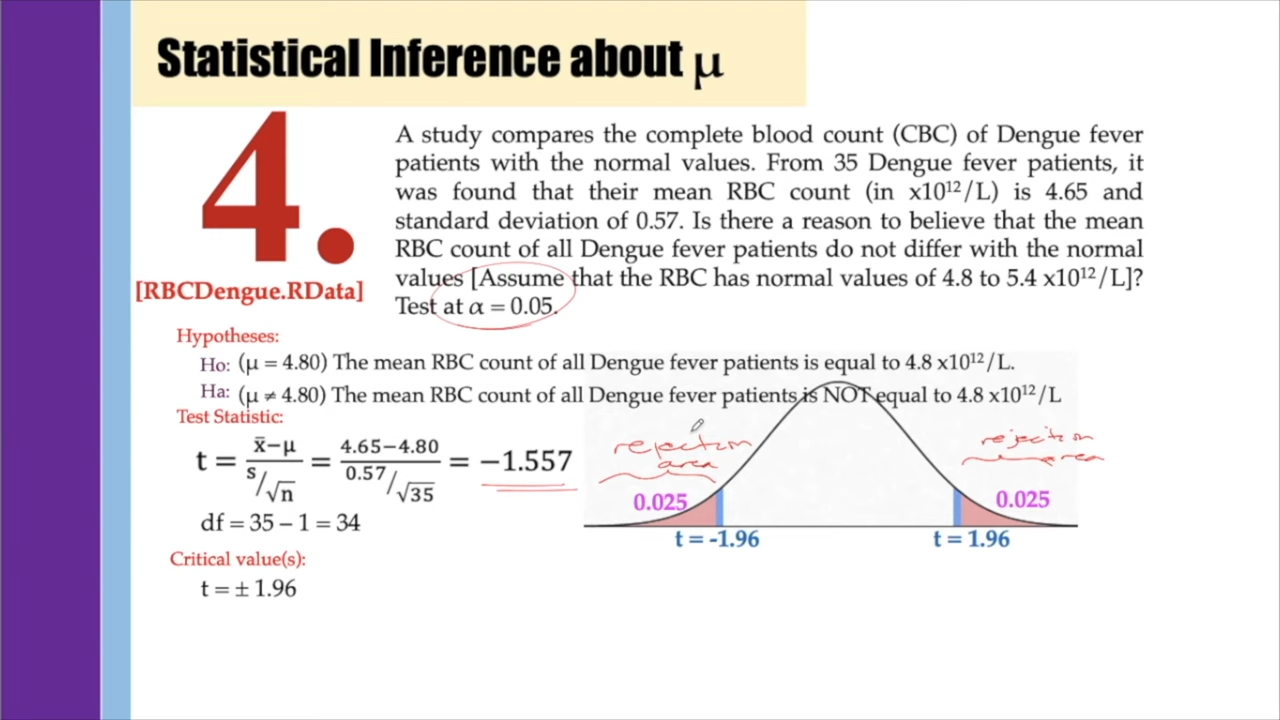 Statistical Inference about μ
4.
[RBCDengue.RData]
A study compares the complete blood count (CBC) of Dengue fever
patients with the normal values. From 35 Dengue fever patients, it
was found that their mean RBC count (in x10¹²/L) is 4.65 and
standard deviation of 0.57. Is there a reason to believe that the mean
RBC count of all Dengue fever patients do not differ with the normal
values [Assume that the RBC has normal values of 4.8 to 5.4 x10¹²/L]?
Test at α = 0.05.
Hypotheses:
Ho: (μ = 4.80) The mean RBC count of all Dengue fever patients is equal to 4.8 x10¹²/L.
Ha: (μ ≠ 4.80) The mean RBC count of all Dengue fever patients is NOT equal to 4.8 x10¹²/L
Test Statistic:
t = x̄−μ / s/√n = 4.65−4.80 / 0.57/√35 = −1.557
df = 35 – 1 = 34
Critical value(s):
t = ± 1.96
rejection
area
0.025
t = -1.96
rejection
area
0.025
t = 1.96